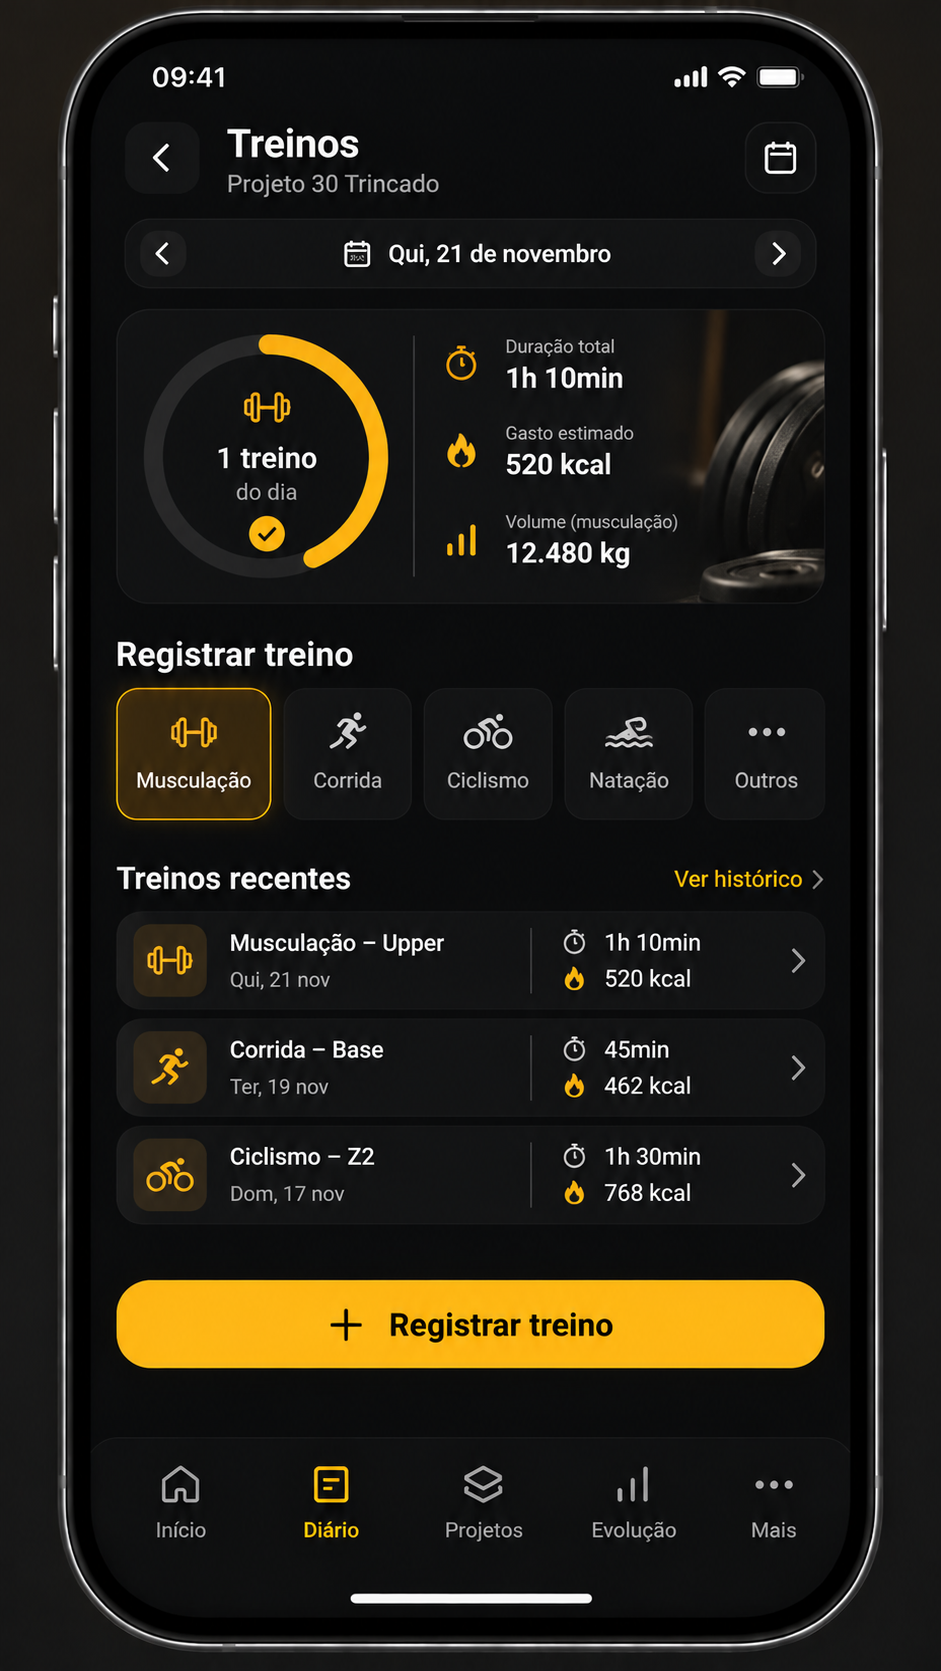 09:41
Treinos
Projeto 30 Trincado
Qui, 21 de novembro
1 treino
do dia
Duração total
1h 10min
Gasto estimado
520 kcal
Volume (musculação)
12.480 kg
Registrar treino
Musculação
Corrida
Ciclismo
Natação
Outros
Treinos recentes
Ver histórico
Musculação – Upper
Qui, 21 nov
1h 10min
520 kcal
Corrida – Base
Ter, 19 nov
45min
462 kcal
Ciclismo – Z2
Dom, 17 nov
1h 30min
768 kcal
Registrar treino
Início
Diário
Projetos
Evolução
Mais